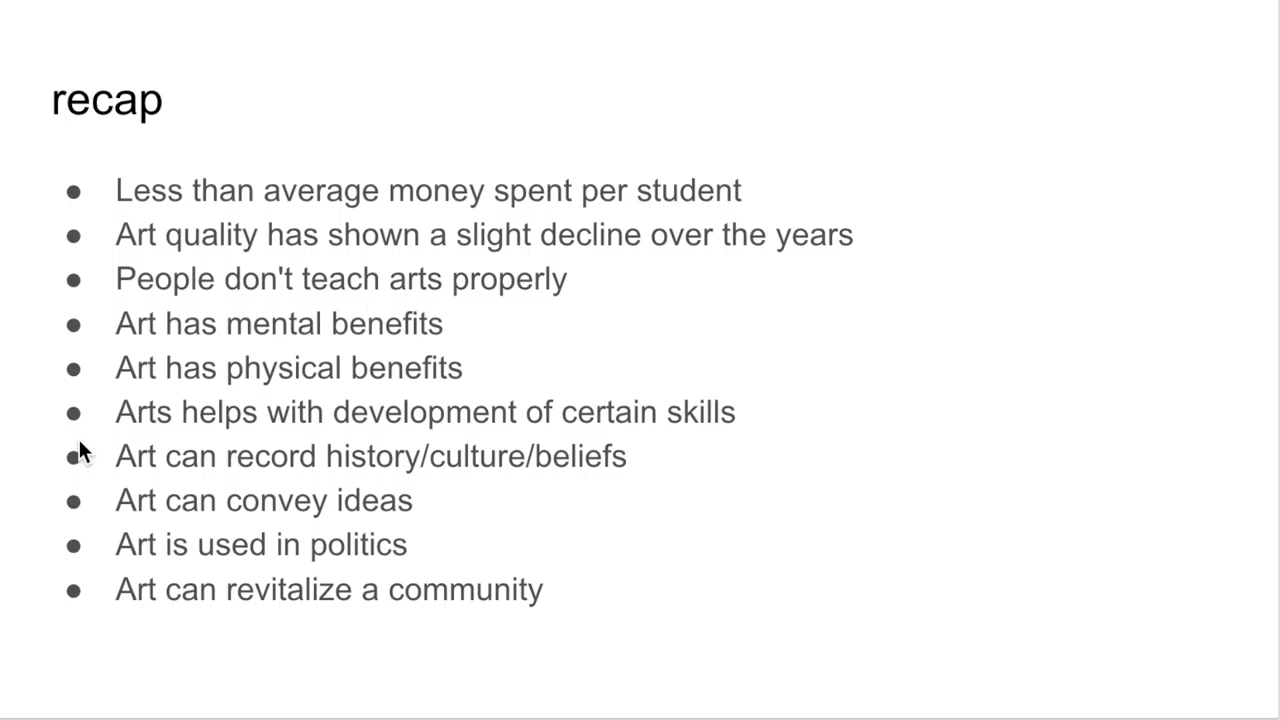 recap
● Less than average money spent per student
● Art quality has shown a slight decline over the years
● People don't teach arts properly
● Art has mental benefits
● Art has physical benefits
● Arts helps with development of certain skills
● Art can record history/culture/beliefs
● Art can convey ideas
● Art is used in politics
● Art can revitalize a community